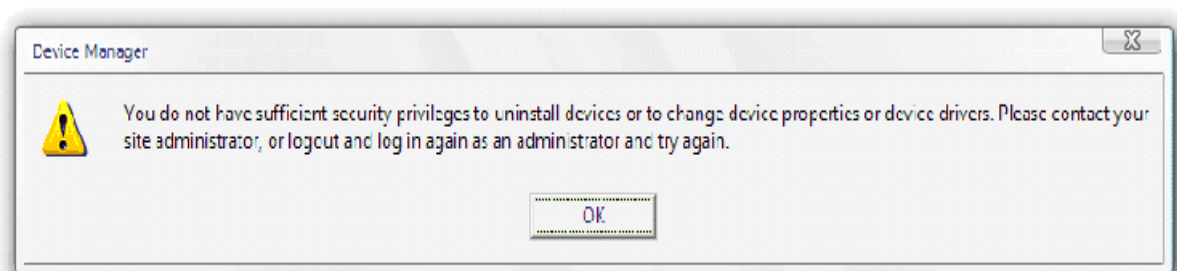 Device Manager
You do not have sufficient security privileges to uninstall devices or to change device properties or device drivers. Please contact your
site administrator, or logout and log in again as an administrator and try again.
OK